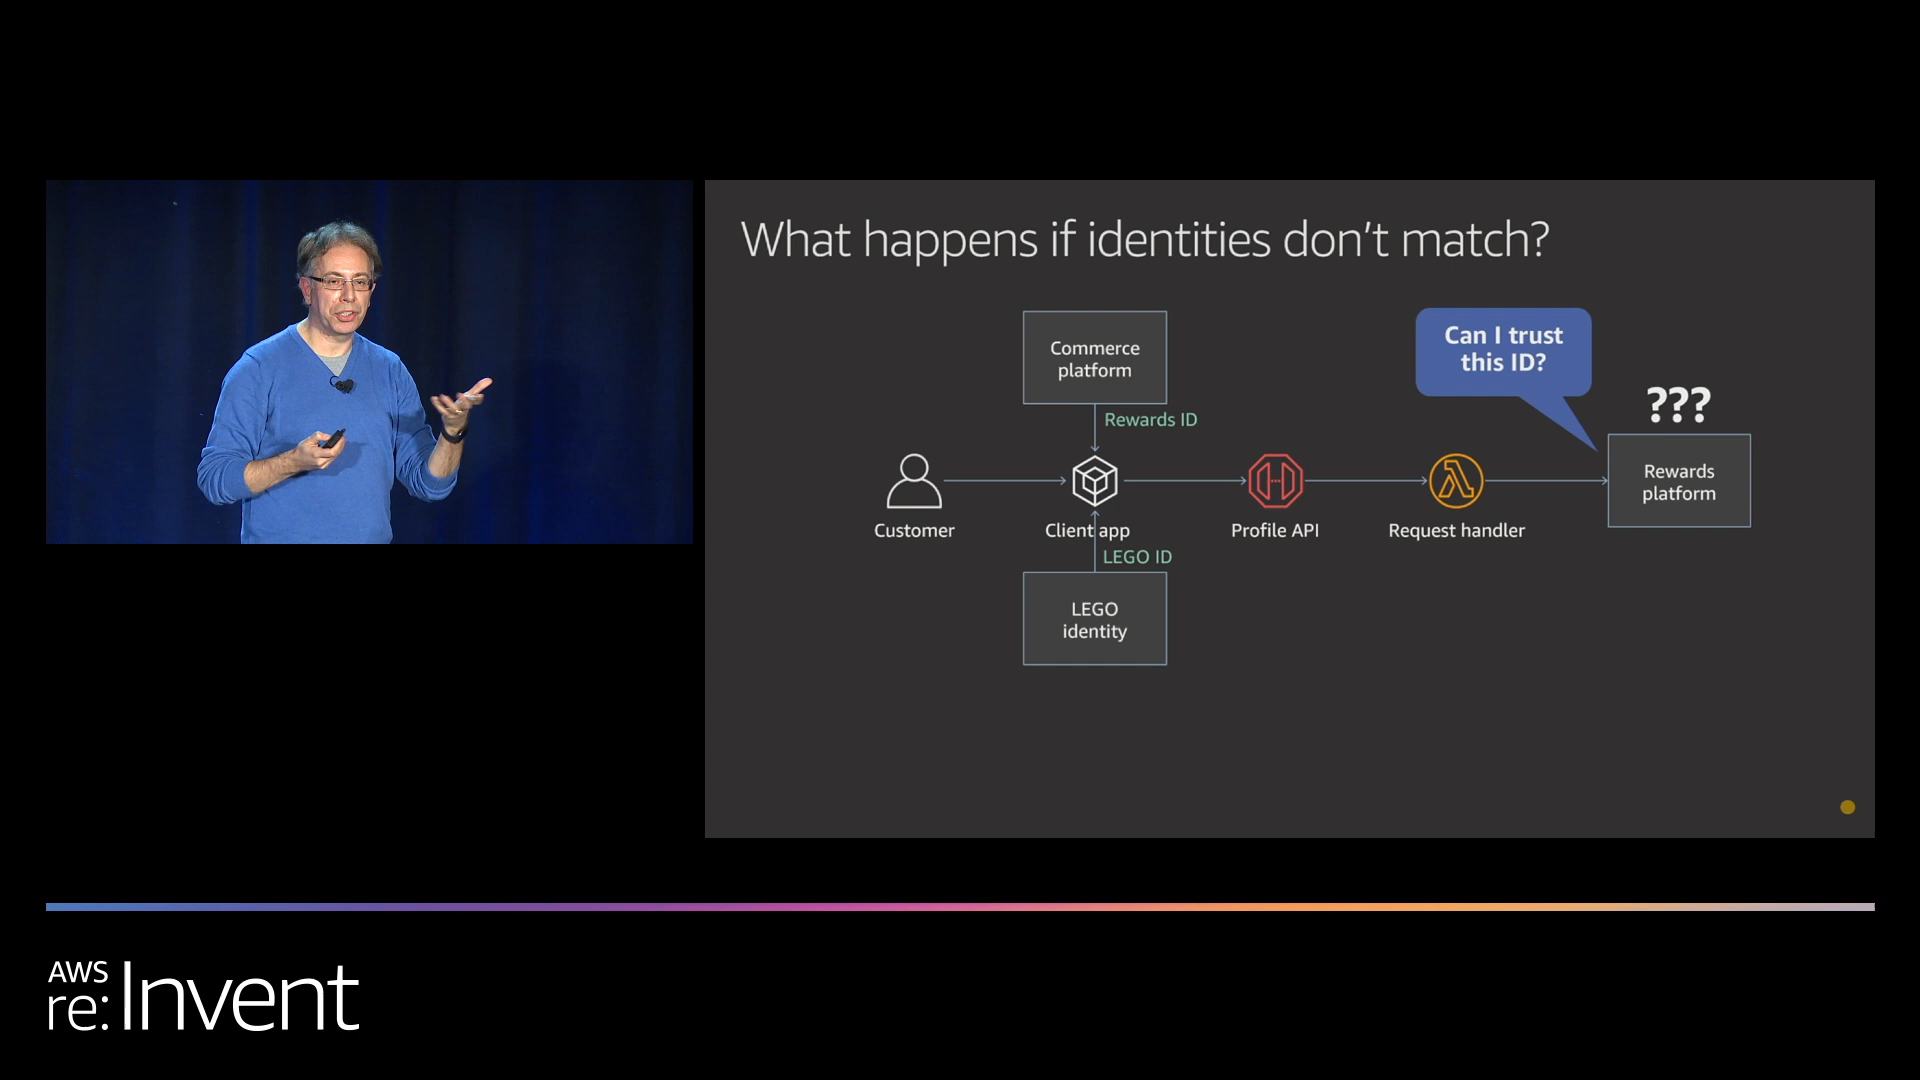 What happens if identities don't match?
Commerce
platform
Rewards ID
Can I trust
this ID?
???
Rewards
platform
Customer
Client app
Profile API
Request handler
LEGO ID
LEGO
identity
AWS
re:Invent